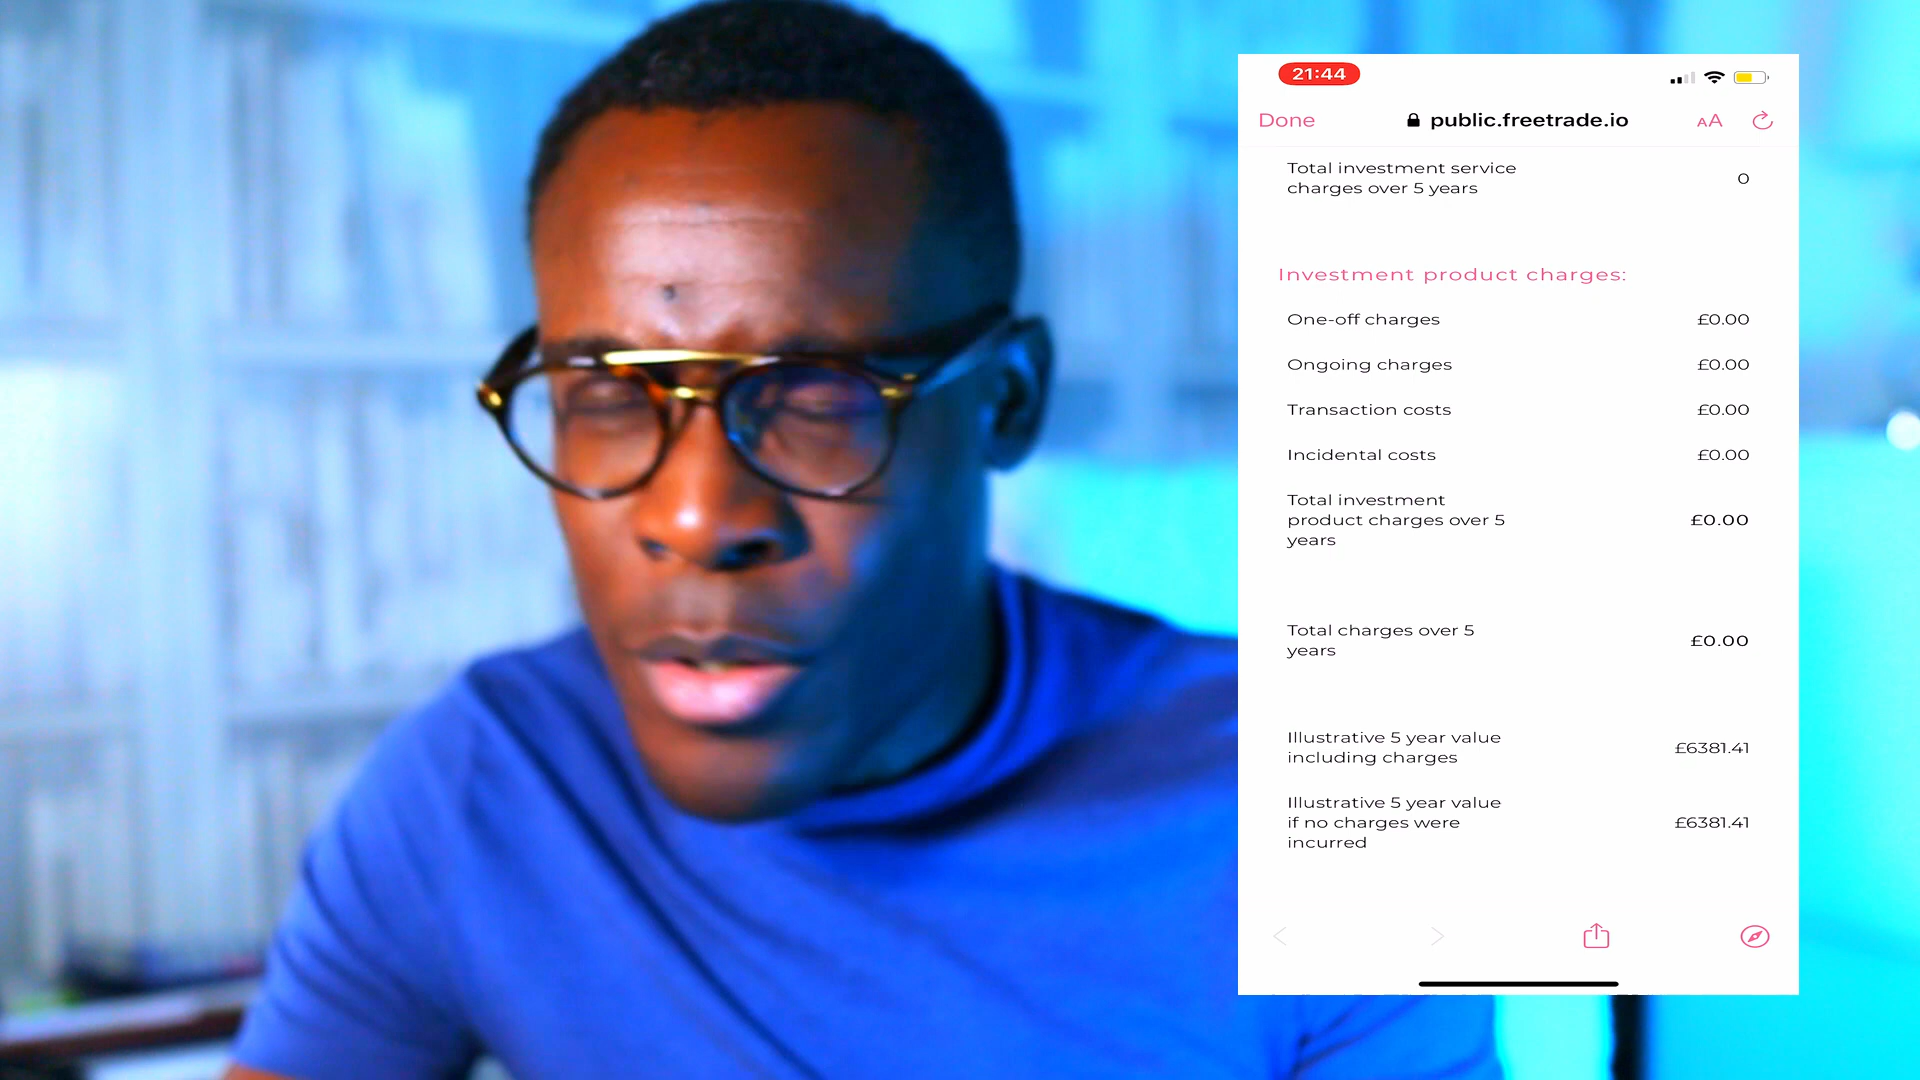 21:44
Done
public.freetrade.io
AA
Total investment service
charges over 5 years
0
Investment product charges:
One-off charges
£0.00
Ongoing charges
£0.00
Transaction costs
£0.00
Incidental costs
£0.00
Total investment
product charges over 5
years
£0.00
Total charges over 5
years
£0.00
Illustrative 5 year value
including charges
£6381.41
Illustrative 5 year value
if no charges were
incurred
£6381.41